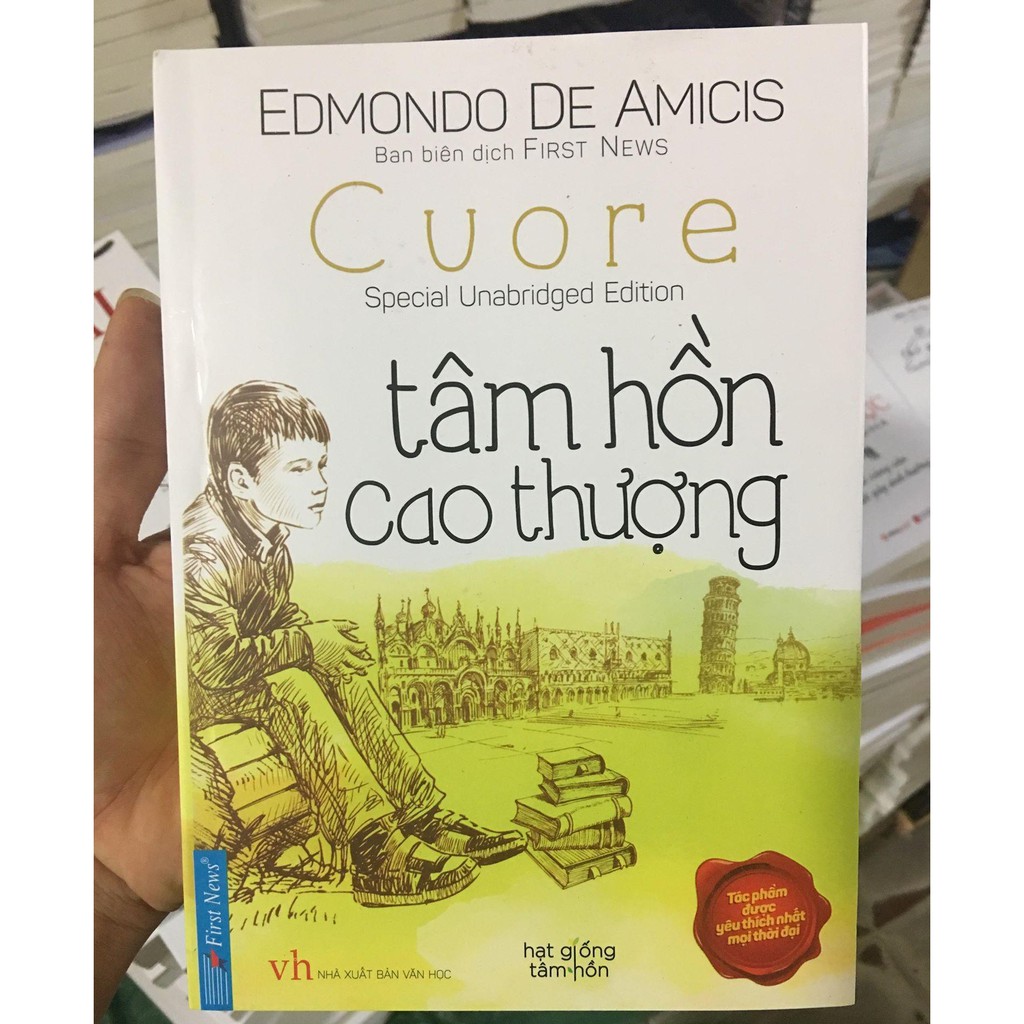 EDMONDO DE AMICIS
Ban biên dịch FIRST NEWS
Cuore
Special Unabridged Edition
tâm hồn
cao thượng
Tác phẩm
được
yêu thích nhất
mọi thời đại
First News®
vh NHÀ XUẤT BẢN VĂN HỌC
hạt giống
tâm hồn